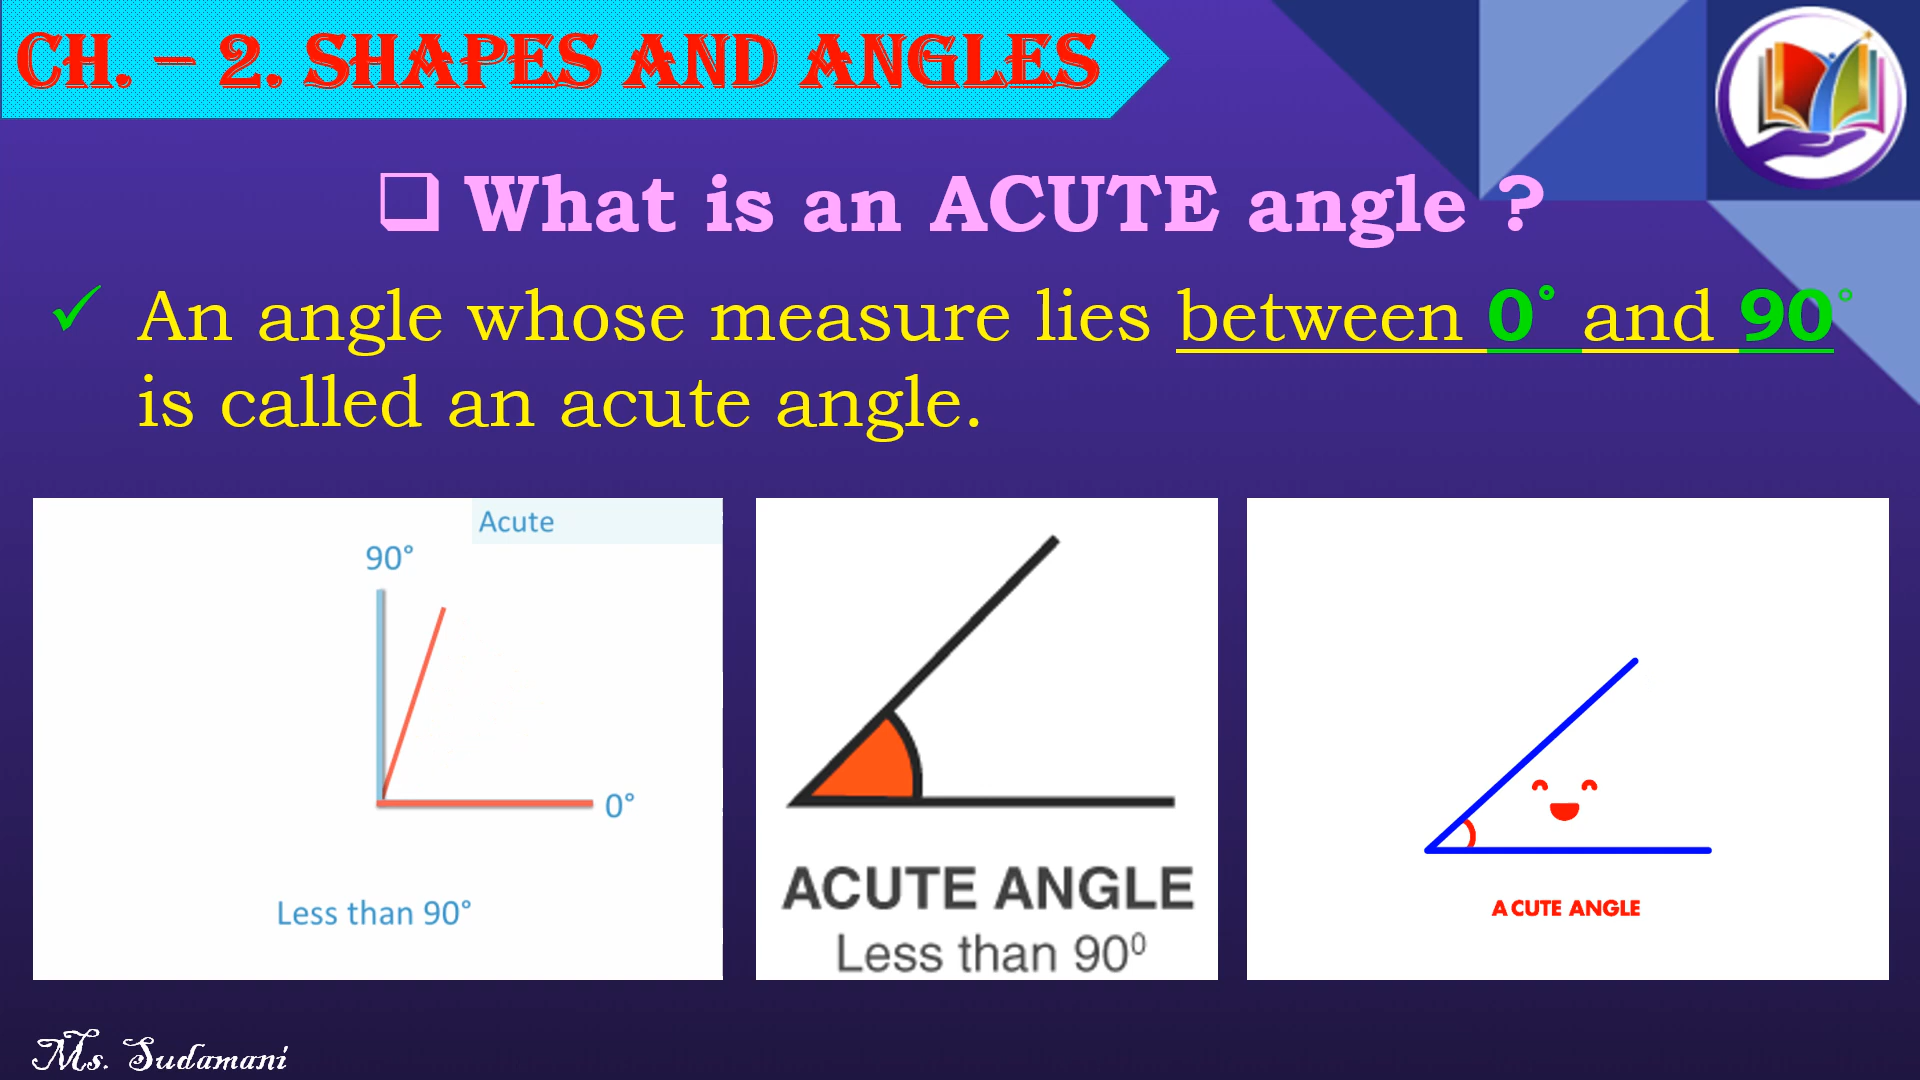 CH. – 2. SHAPES AND ANGLES
❑ What is an ACUTE angle ?
✓ An angle whose measure lies between 0° and 90°
is called an acute angle.
Acute
90°
0°
Less than 90°
ACUTE ANGLE
Less than 90⁰
A CUTE ANGLE
Ms. Sudamani